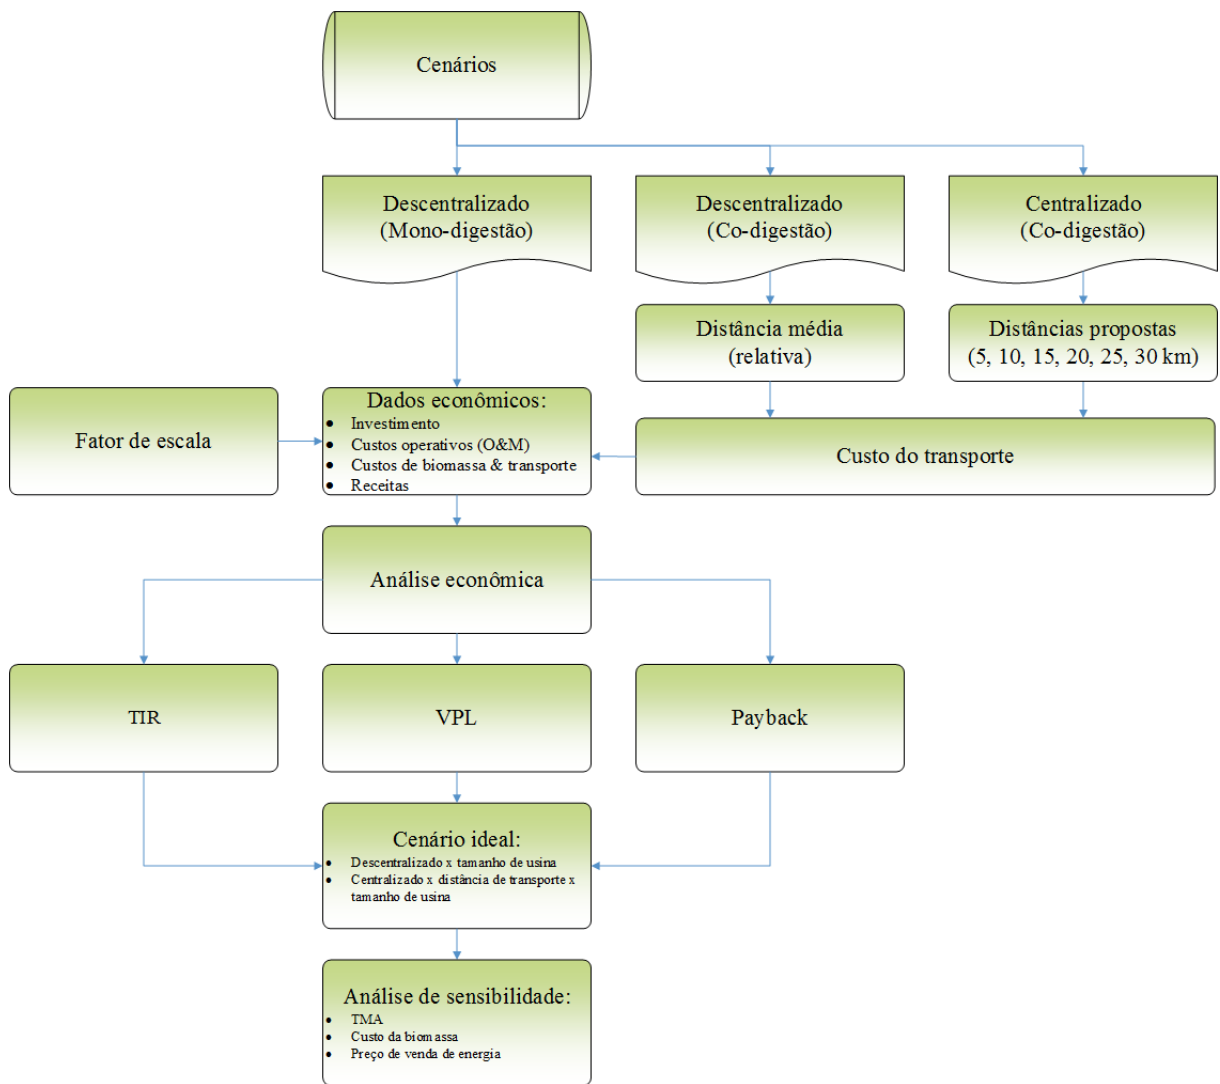 Cenários
Descentralizado
(Mono-digestão)
Descentralizado
(Co-digestão)
Centralizado
(Co-digestão)
Distância média
(relativa)
Distâncias propostas
(5, 10, 15, 20, 25, 30 km)
Fator de escala
Dados econômicos:
● Investimento
● Custos operativos (O&M)
● Custos de biomassa & transporte
● Receitas
Custo do transporte
Análise econômica
TIR
VPL
Payback
Cenário ideal:
● Descentralizado x tamanho de usina
● Centralizado x distância de transporte x
tamanho de usina
Análise de sensibilidade:
● TMA
● Custo da biomassa
● Preço de venda de energia